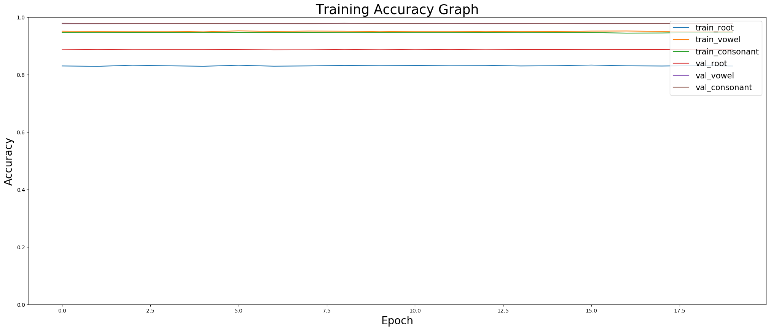 Training Accuracy Graph
1.0
train_root
train_vowel
train_consonant
val_root
val_vowel
val_consonant
0.8
0.6
Accuracy
0.4
0.2
0.0
0.0 2.5 5.0 7.5 10.0 12.5 15.0 17.5
Epoch